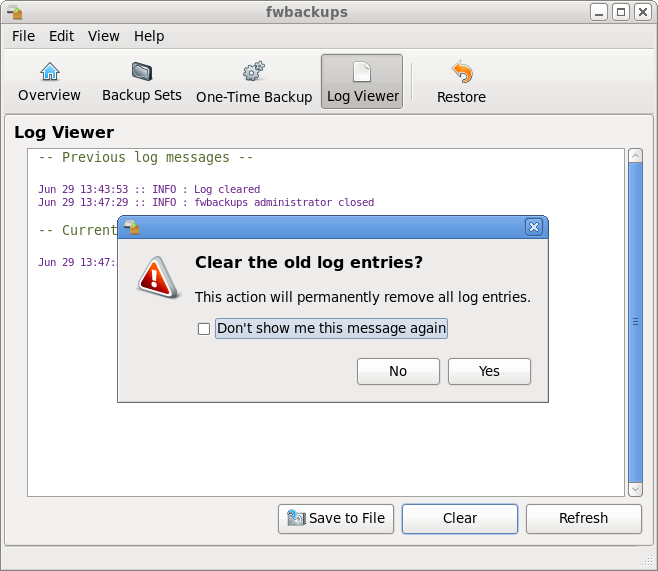 fwbackups
File Edit View Help
Overview Backup Sets One-Time Backup Log Viewer Restore
Log Viewer
-- Previous log messages --
Jun 29 13:43:53 :: INFO : Log cleared
Jun 29 13:47:29 :: INFO : fwbackups administrator closed
-- Current
Jun 29 13:47:
Clear the old log entries?
This action will permanently remove all log entries.
Don't show me this message again
No Yes
Save to File Clear Refresh